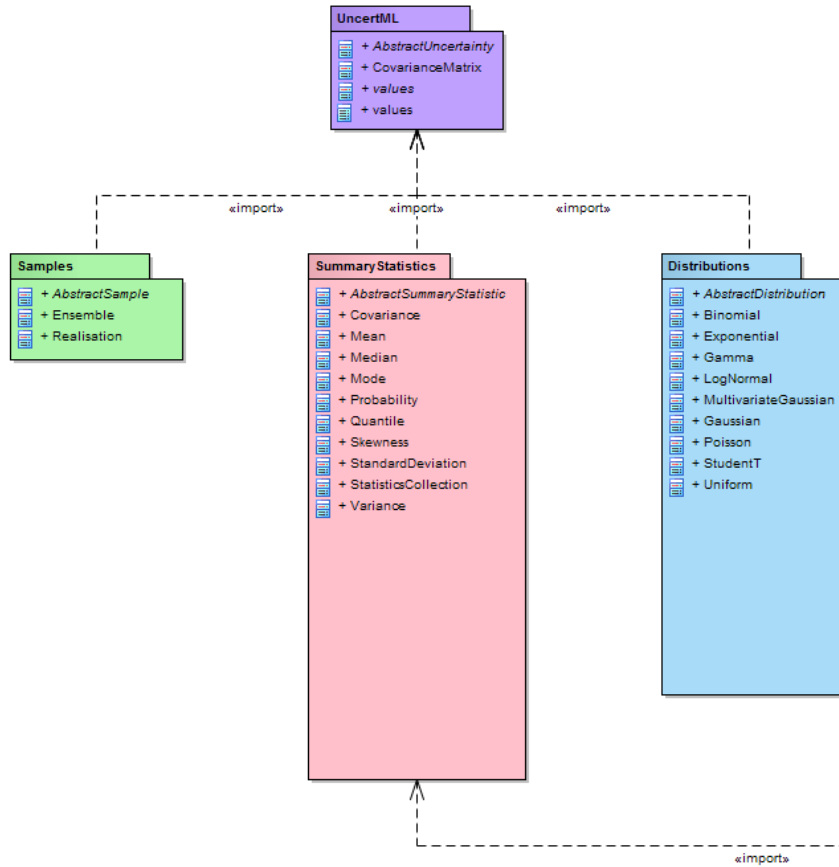 UncertML
+ AbstractUncertainty
+ CovarianceMatrix
+ values
+ values
«import»
«import»
«import»
Samples
+ AbstractSample
+ Ensemble
+ Realisation
SummaryStatistics
+ AbstractSummaryStatistic
+ Covariance
+ Mean
+ Median
+ Mode
+ Probability
+ Quantile
+ Skewness
+ StandardDeviation
+ StatisticsCollection
+ Variance
Distributions
+ AbstractDistribution
+ Binomial
+ Exponential
+ Gamma
+ LogNormal
+ MultivariateGaussian
+ Gaussian
+ Poisson
+ StudentT
+ Uniform
«import»